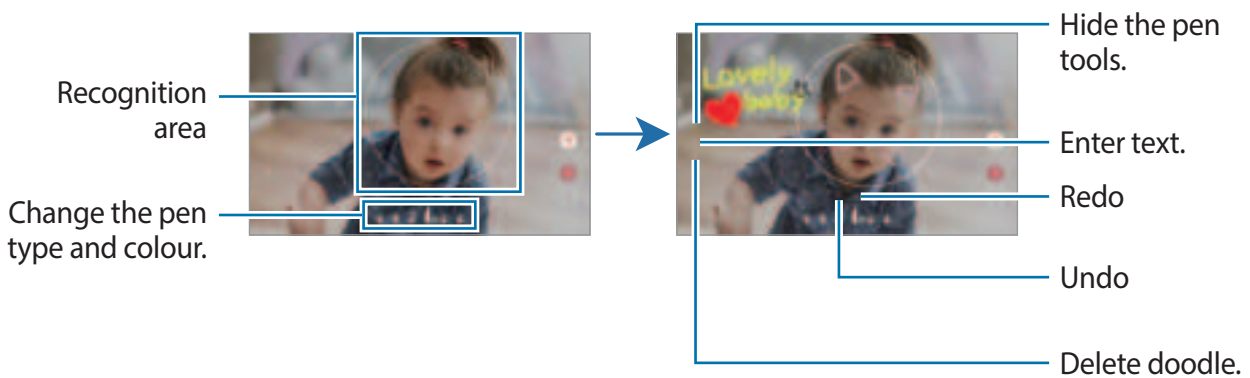 Recognition
area
Change the pen
type and colour.
Lovely
baby
Hide the pen
tools.
Enter text.
Redo
Undo
Delete doodle.